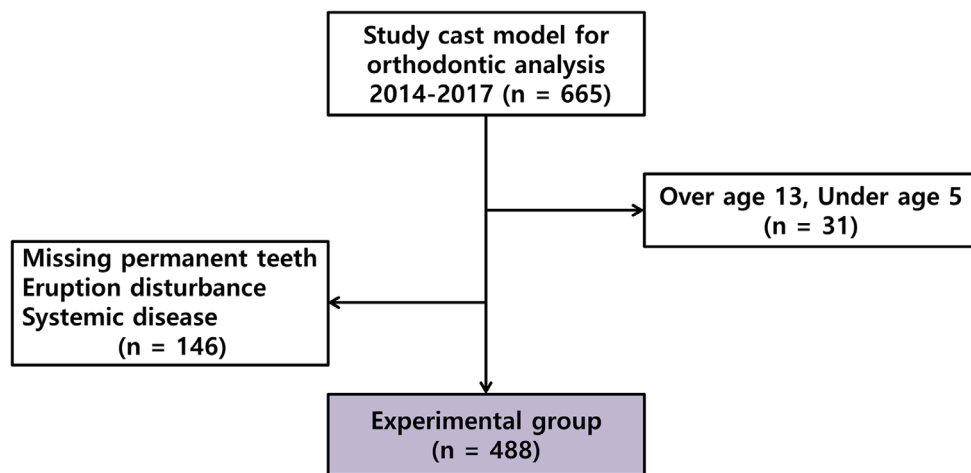 Study cast model for
orthodontic analysis
2014-2017 (n = 665)
Over age 13, Under age 5
(n = 31)
Missing permanent teeth
Eruption disturbance
Systemic disease
(n = 146)
Experimental group
(n = 488)